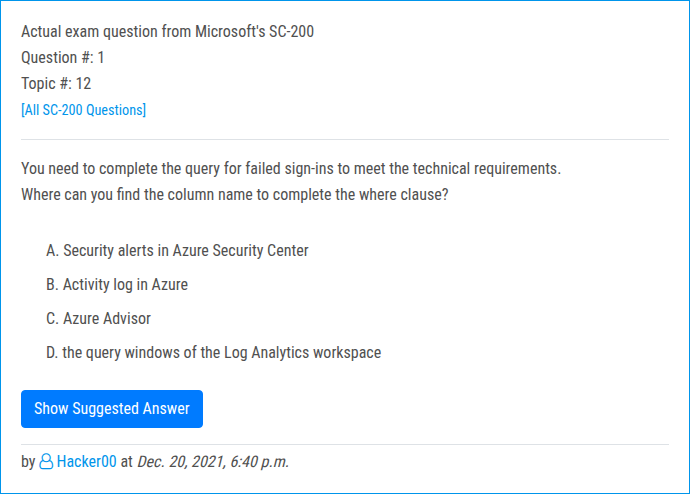 Actual exam question from Microsoft's SC-200
Question #: 1
Topic #: 12
[All SC-200 Questions]
You need to complete the query for failed sign-ins to meet the technical requirements.
Where can you find the column name to complete the where clause?
A. Security alerts in Azure Security Center
B. Activity log in Azure
C. Azure Advisor
D. the query windows of the Log Analytics workspace
Show Suggested Answer
by Hacker00 at Dec. 20, 2021, 6:40 p.m.